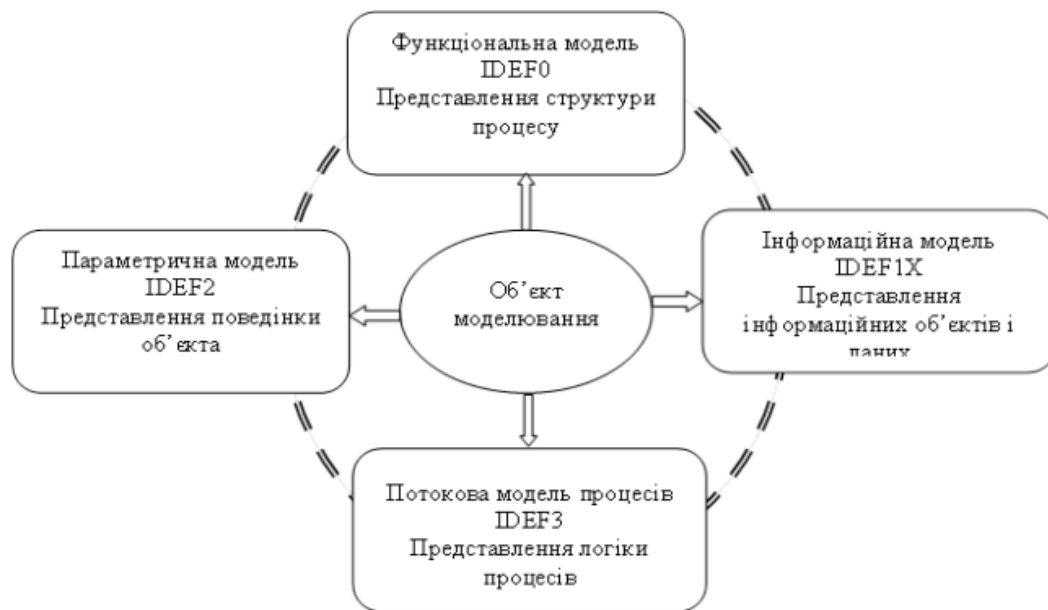 Функціональна модель
IDEF0
Представлення структури
процесу
Параметрична модель
IDEF2
Представлення поведінки
об’єкта
Об’єкт
моделювання
Інформаційна модель
IDEF1X
Представлення
інформаційних об’єктів і
даних
Потокова модель процесів
IDEF3
Представлення логіки
процесів